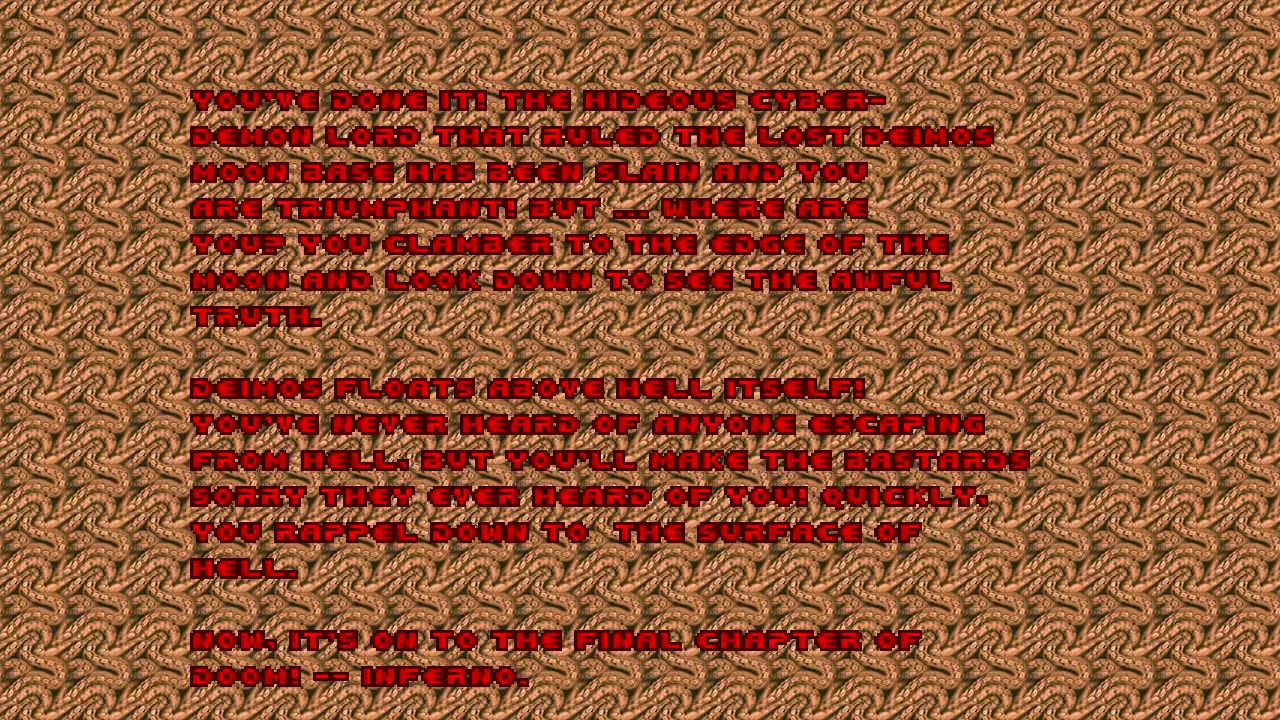 YOU'VE DONE IT! THE HIDEOUS CYBER-
DEMON LORD THAT RULED THE LOST DEIMOS
MOON BASE HAS BEEN SLAIN AND YOU
ARE TRIUMPHANT! BUT ... WHERE ARE
YOU? YOU CLAMBER TO THE EDGE OF THE
MOON AND LOOK DOWN TO SEE THE AWFUL
TRUTH.
DEIMOS FLOATS ABOVE HELL ITSELF!
YOU'VE NEVER HEARD OF ANYONE ESCAPING
FROM HELL, BUT YOU'LL MAKE THE BASTARDS
SORRY THEY EVER HEARD OF YOU! QUICKLY,
YOU RAPPEL DOWN TO  THE SURFACE OF
HELL.
NOW, IT'S ON TO THE FINAL CHAPTER OF
DOOM! -- INFERNO.